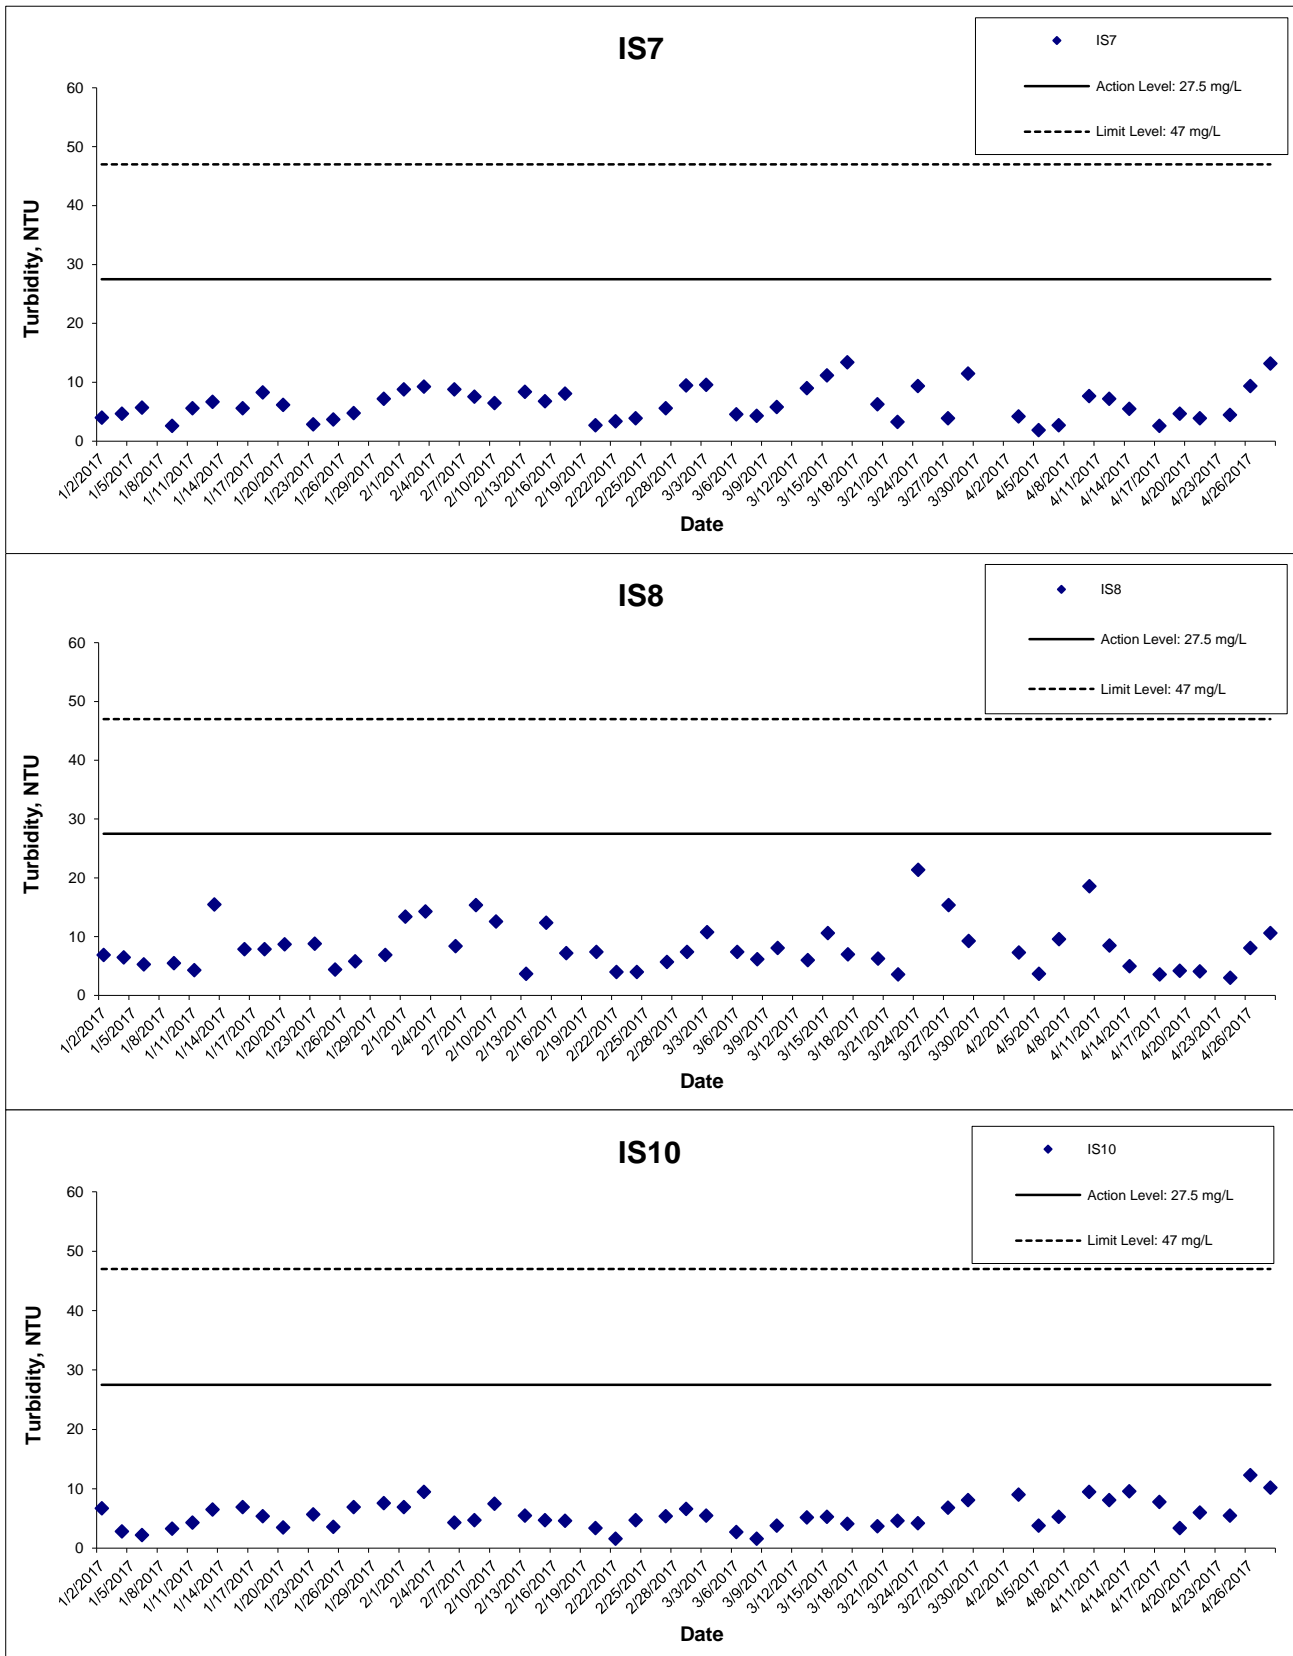 IS7
IS7
Action Level: 27.5 mg/L
Limit Level: 47 mg/L
60
50
40
30
20
10
0
Turbidity, NTU
1/2/2017 1/5/2017 1/8/2017 1/11/2017 1/14/2017 1/17/2017 1/20/2017 1/23/2017 1/26/2017 1/29/2017 2/1/2017 2/4/2017 2/7/2017 2/10/2017 2/13/2017 2/16/2017 2/19/2017 2/22/2017 2/25/2017 2/28/2017 3/3/2017 3/6/2017 3/9/2017 3/12/2017 3/15/2017 3/18/2017 3/21/2017 3/24/2017 3/27/2017 3/30/2017 4/2/2017 4/5/2017 4/8/2017 4/11/2017 4/14/2017 4/17/2017 4/20/2017 4/23/2017 4/26/2017
Date
IS8
IS8
Action Level: 27.5 mg/L
Limit Level: 47 mg/L
60
50
40
30
20
10
0
Turbidity, NTU
1/2/2017 1/5/2017 1/8/2017 1/11/2017 1/14/2017 1/17/2017 1/20/2017 1/23/2017 1/26/2017 1/29/2017 2/1/2017 2/4/2017 2/7/2017 2/10/2017 2/13/2017 2/16/2017 2/19/2017 2/22/2017 2/25/2017 2/28/2017 3/3/2017 3/6/2017 3/9/2017 3/12/2017 3/15/2017 3/18/2017 3/21/2017 3/24/2017 3/27/2017 3/30/2017 4/2/2017 4/5/2017 4/8/2017 4/11/2017 4/14/2017 4/17/2017 4/20/2017 4/23/2017 4/26/2017
Date
IS10
IS10
Action Level: 27.5 mg/L
Limit Level: 47 mg/L
60
50
40
30
20
10
0
Turbidity, NTU
1/2/2017 1/5/2017 1/8/2017 1/11/2017 1/14/2017 1/17/2017 1/20/2017 1/23/2017 1/26/2017 1/29/2017 2/1/2017 2/4/2017 2/7/2017 2/10/2017 2/13/2017 2/16/2017 2/19/2017 2/22/2017 2/25/2017 2/28/2017 3/3/2017 3/6/2017 3/9/2017 3/12/2017 3/15/2017 3/18/2017 3/21/2017 3/24/2017 3/27/2017 3/30/2017 4/2/2017 4/5/2017 4/8/2017 4/11/2017 4/14/2017 4/17/2017 4/20/2017 4/23/2017 4/26/2017
Date